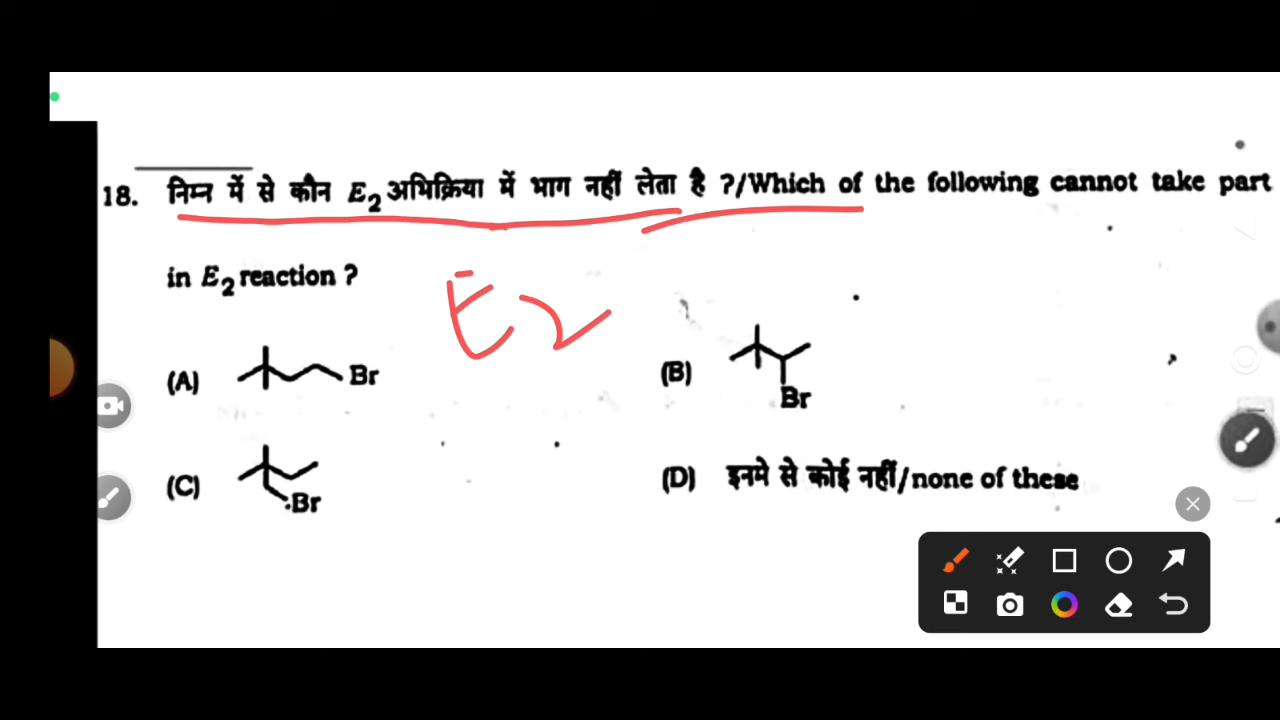 18. निम्न में से कौन E2 अभिक्रिया में भाग नहीं लेता है ?/Which of the following cannot take part
in E2 reaction ?
E2
(A) Br
(B) Br
(C) Br
(D) इनमे से कोई नहीं/none of these